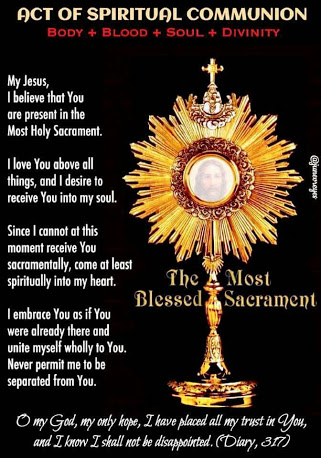 ACT OF SPIRITUAL COMMUNION
BODY + BLOOD + SOUL + DIVINITY
My Jesus,
I believe that You
are present in the
Most Holy Sacrament.
I love You above all
things, and I desire to
receive You into my soul.
Since I cannot at this
moment receive You
sacramentally, come at least
spiritually into my heart.
I embrace You as if You
were already there and
unite myself wholly to You.
Never permit me to be
separated from You.
The Most
Blessed Sacrament
O my God, my only hope, I have placed all my trust in You,
and I know I shall not be disappointed. (Diary, 317)